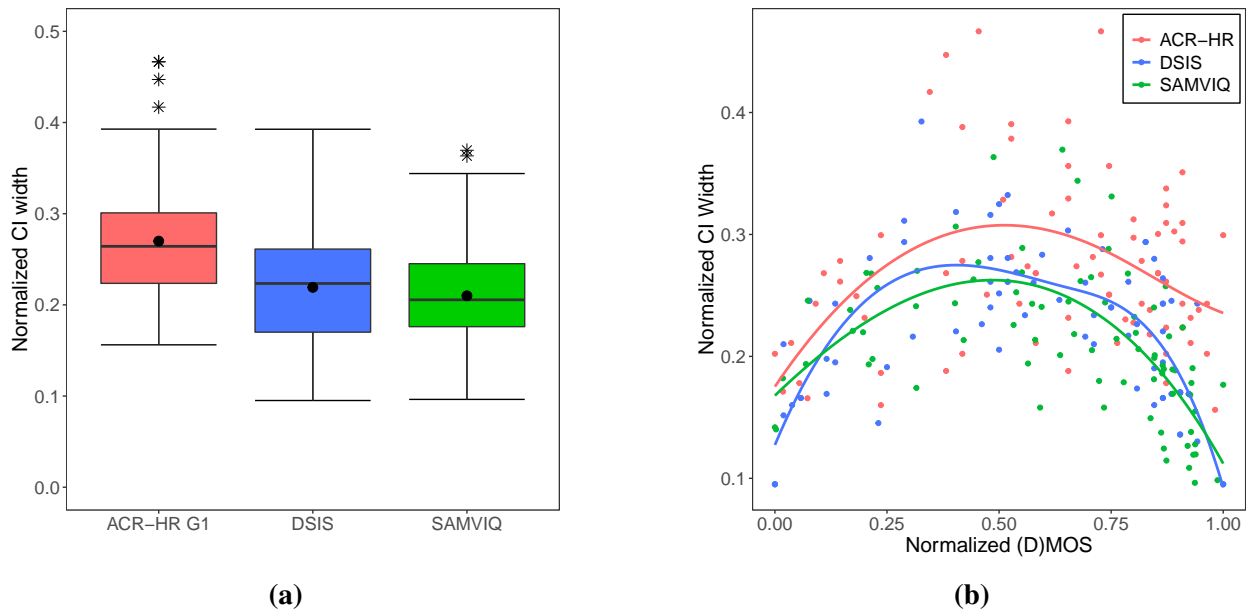 Normalized CI width
0.5
0.4
0.3
0.2
0.1
0.0
ACR−HR G1 DSIS SAMVIQ
(a)
Normalized CI Width
0.4
0.3
0.2
0.1
ACR−HR
DSIS
SAMVIQ
0.00 0.25 0.50 0.75 1.00
Normalized (D)MOS
(b)